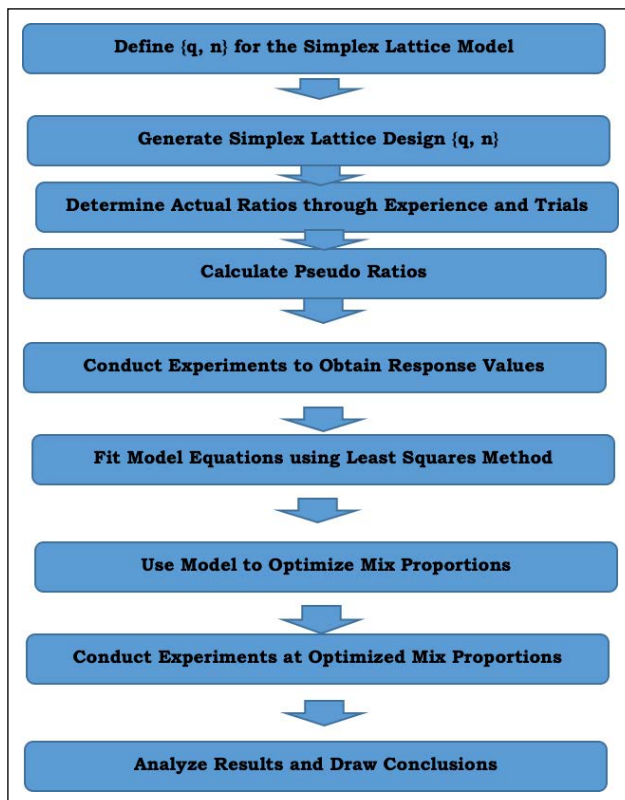 Define {q, n} for the Simplex Lattice Model
Generate Simplex Lattice Design {q, n}
Determine Actual Ratios through Experience and Trials
Calculate Pseudo Ratios
Conduct Experiments to Obtain Response Values
Fit Model Equations using Least Squares Method
Use Model to Optimize Mix Proportions
Conduct Experiments at Optimized Mix Proportions
Analyze Results and Draw Conclusions